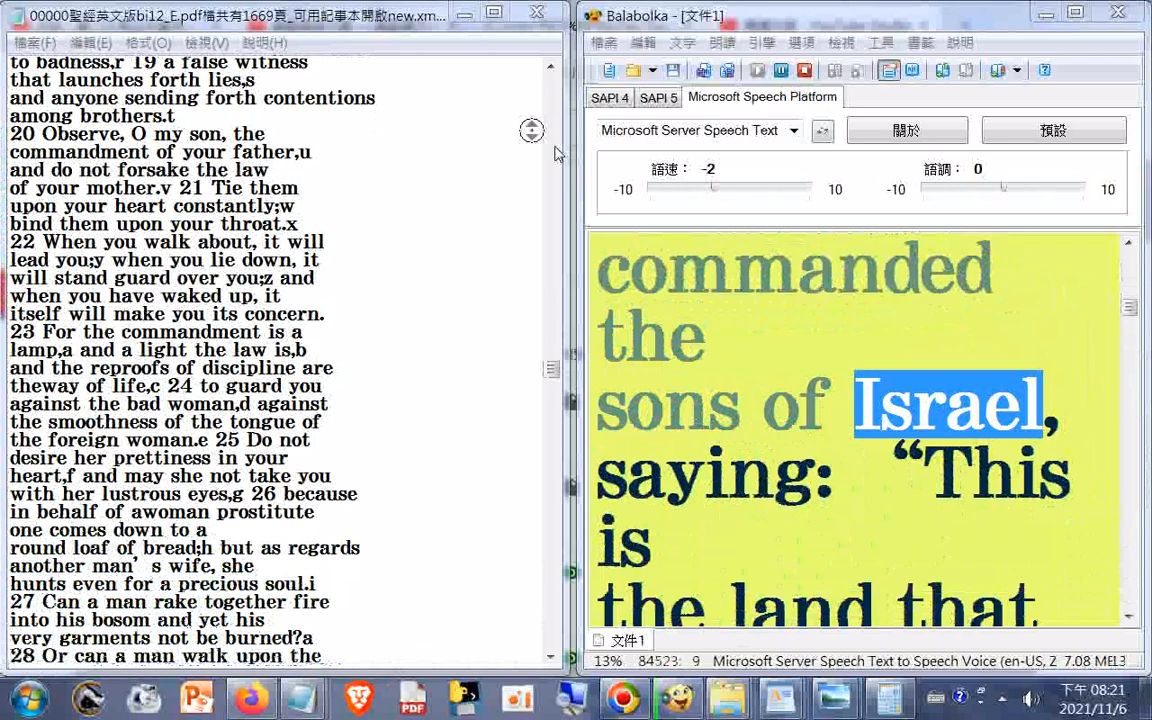 00000聖經英文版bi12_E.pdf檔共有1669頁_可用記事本開啟new.xm...
檔案(F) 編輯(E) 格式(O) 檢視(V) 說明(H)
to badness,r 19 a false witness
that launches forth lies,s
and anyone sending forth contentions
among brothers.t
20 Observe, O my son, the
commandment of your father,u
and do not forsake the law
of your mother.v 21 Tie them
upon your heart constantly;w
bind them upon your throat.x
22 When you walk about, it will
lead you;y when you lie down, it
will stand guard over you;z and
when you have waked up, it
itself will make you its concern.
23 For the commandment is a
lamp,a and a light the law is,b
and the reproofs of discipline are
theway of life,c 24 to guard you
against the bad woman,d against
the smoothness of the tongue of
the foreign woman.e 25 Do not
desire her prettiness in your
heart,f and may she not take you
with her lustrous eyes,g 26 because
in behalf of awoman prostitute
one comes down to a
round loaf of bread;h but as regards
another man’s wife, she
hunts even for a precious soul.i
27 Can a man rake together fire
into his bosom and yet his
very garments not be burned?a
28 Or can a man walk upon the
Balabolka - [文件1]
檔案 編輯 文字 朗讀 引擎 選項 檢視 工具 書籤 說明
SAPI 4 SAPI 5 Microsoft Speech Platform
Microsoft Server Speech Text 關於 預設
語速： -2 語調： 0
-10 10 -10 10
commanded
the
sons of Israel,
saying: “This
is
the land that
文件1
13% 84523: 9 Microsoft Server Speech Text to Speech Voice (en-US, Z 7.08 ME
下午 08:21
2021/11/6